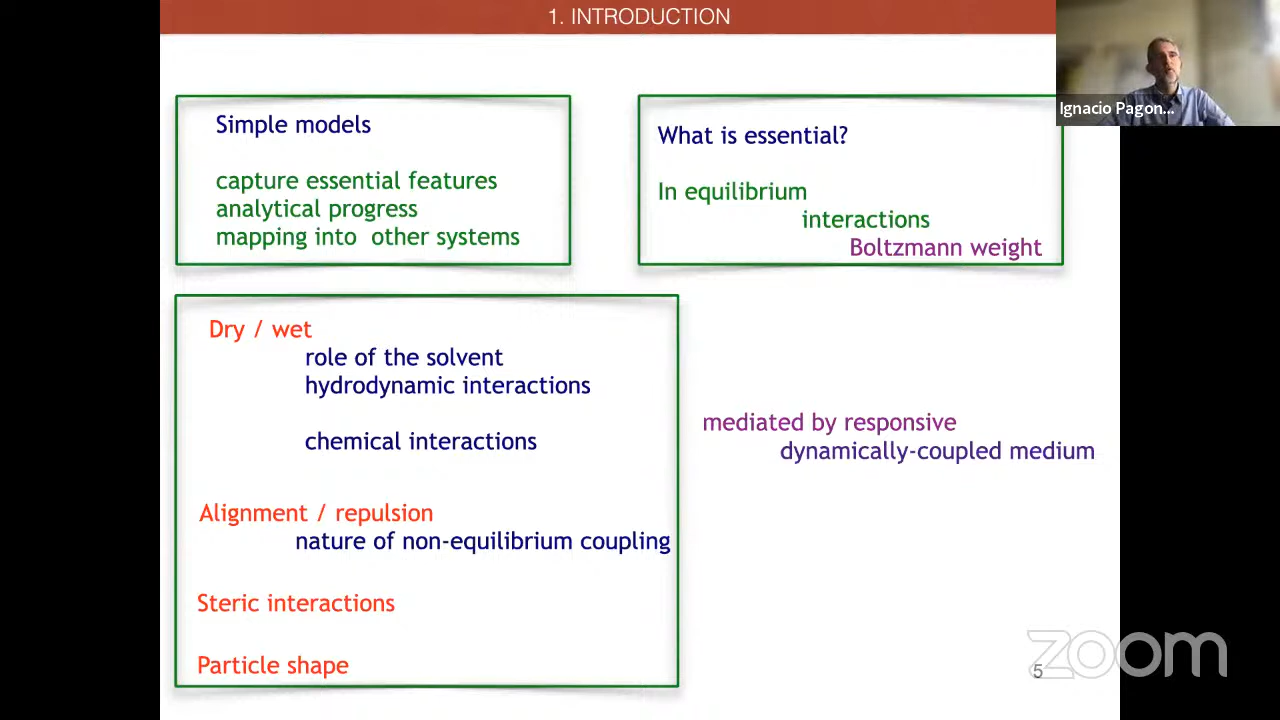 1. INTRODUCTION
Ignacio Pagon...
Simple models
capture essential features
analytical progress
mapping into other systems
What is essential?
In equilibrium
interactions
Boltzmann weight
Dry / wet
role of the solvent
hydrodynamic interactions
chemical interactions
mediated by responsive
dynamically-coupled medium
Alignment / repulsion
nature of non-equilibrium coupling
Steric interactions
Particle shape
zoom
5